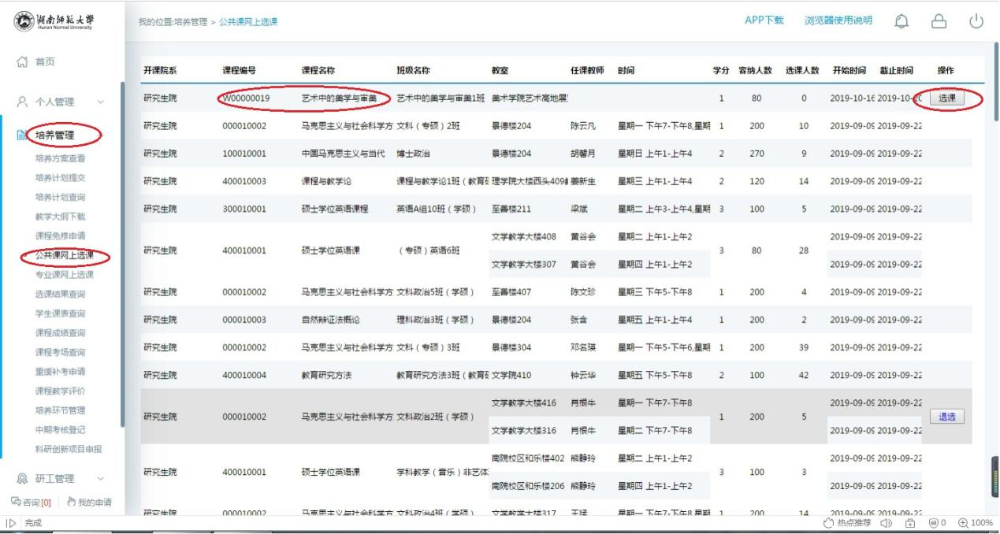 湖南师范大学
Hunan Normal University
我的位置:培养管理 > 公共课网上选课
APP下载 浏览器使用说明
首页
个人管理
培养管理
培养方案查看
培养计划提交
培养计划查询
教学大纲下载
课程免修申请
公共课网上选课
专业课网上选课
选课结果查询
学生课表查询
课程成绩查询
课程考场查询
重缓补考申请
课程教学评价
培养环节管理
中期考核登记
科研创新项目申报
研工管理
咨询[0] 我的申请
开课院系 课程编号 课程名称 班级名称 教室 任课教师 时间 学分 容纳人数 选课人数 开始时间 截止时间 操作
研究生院 W00000019 艺术中的美学与审美 艺术中的美学与审美1班 美术学院艺术高地展 1 80 0 2019-10-16 2019-10-20 选课
研究生院 000010002 马克思主义与社会科学方 文科（专硕）2班 景德楼204 陈云凡 星期一 下午7-下午8,星期 1 200 10 2019-09-09 2019-09-22
研究生院 100010001 中国马克思主义与当代 博士政治 景德楼204 胡馨月 星期日 上午1-上午4 2 270 9 2019-09-09 2019-09-22
研究生院 400010003 课程与教学论 课程与教学论1班（教育硕 理学院大楼西头409 姜新生 星期三 上午1-上午4 2 120 14 2019-09-09 2019-09-22
研究生院 300010001 硕士学位英语课程 英语A组10班（学硕） 至善楼211 梁斌 星期二 上午3-上午4,星期 3 100 5 2019-09-09 2019-09-22
研究生院 400010001 硕士学位英语课 （专硕）英语6班 文学教学大楼408 黄谷会 星期二 上午1-上午2 3 80 28 2019-09-09 2019-09-22
文学教学大楼307 黄谷会 星期四 上午1-上午2 2019-09-09 2019-09-22
研究生院 000010002 马克思主义与社会科学方 文科政治5班（学硕） 至善楼407 陈文珍 星期三 下午5-下午8 1 200 4 2019-09-09 2019-09-22
研究生院 000010003 自然辩证法概论 理科政治3班（学硕） 景德楼204 张含 星期五 上午1-上午4 1 200 2 2019-09-09 2019-09-22
研究生院 000010002 马克思主义与社会科学方 文科（专硕）3班 景德楼304 邓名瑛 星期一 下午5-下午6,星期 1 200 39 2019-09-09 2019-09-22
研究生院 400010004 教育研究方法 教育研究方法3班（教育硕 文学院410 钟云华 星期五 下午5-下午8 2 100 42 2019-09-09 2019-09-22
研究生院 000010002 马克思主义与社会科学方 文科政治2班（学硕） 文学教学大楼416 肖根牛 星期一 下午7-下午8 1 200 5 2019-09-09 2019-09-22 退选
文学教学大楼316 肖根牛 星期二 下午7-下午8 2019-09-09 2019-09-22
研究生院 400010001 硕士学位英语课 学科教学（音乐）非艺体 南院校区和乐楼402 熊静玲 星期二 上午1-上午2 3 100 3 2019-09-09 2019-09-22
南院校区和乐楼206 熊静玲 星期四 上午1-上午2 2019-09-09 2019-09-22
研究生院 000010002 马克思主义与社会科学方 文科政治4班（学硕） 文学教学大楼317 王猛 星期一 下午7-下午8,星期 1 200 14 2019-09-09 2019-09-22
完成 热点推荐 0 100%